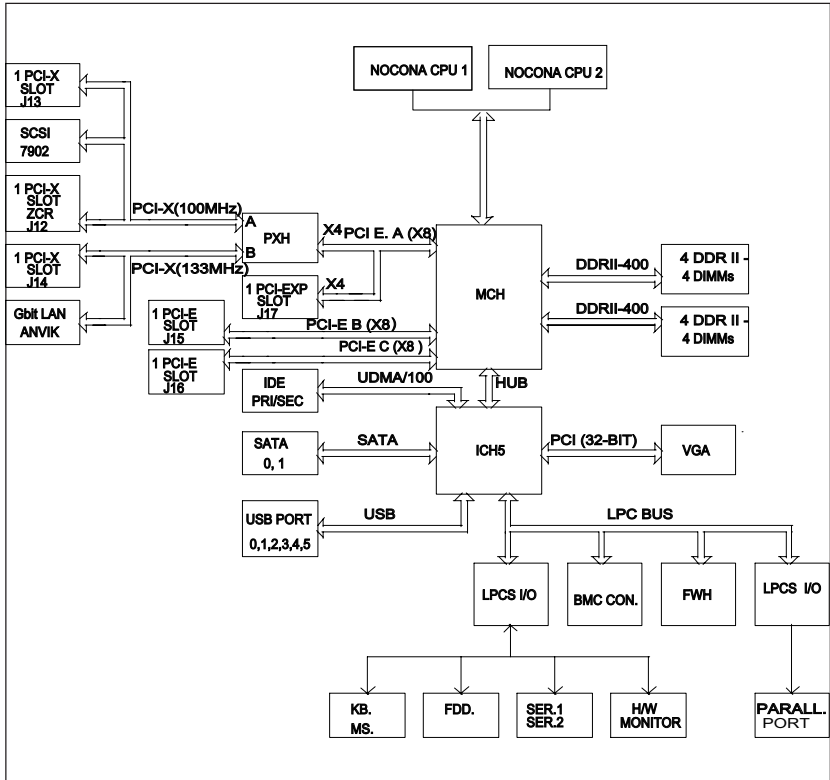 NOCONA CPU 1
NOCONA CPU 2
1 PCI-X
SLOT
J13
SCSI
7902
1 PCI-X
SLOT
ZCR
J12
PCI-X(100MHz)
A
B
PXH
X4
PCI E. A (X8)
1 PCI-X
SLOT
J14
PCI-X(133MHz)
1 PCI-EXP
SLOT
J17
X4
MCH
DDRII-400
4 DDR II -
4 DIMMs
DDRII-400
4 DDR II -
4 DIMMs
Gbit LAN
ANVIK
1 PCI-E
SLOT
J15
PCI-E B (X8)
1 PCI-E
SLOT
J16
PCI-E C (X8 )
IDE
PRI/SEC
UDMA/100
HUB
SATA
0, 1
SATA
ICH5
PCI (32-BIT)
VGA
USB PORT
0,1,2,3,4,5
USB
LPC BUS
LPCS I/O
BMC CON.
FWH
LPCS I/O
KB.
MS.
FDD.
SER.1
SER.2
H/W
MONITOR
PARALL.
PORT